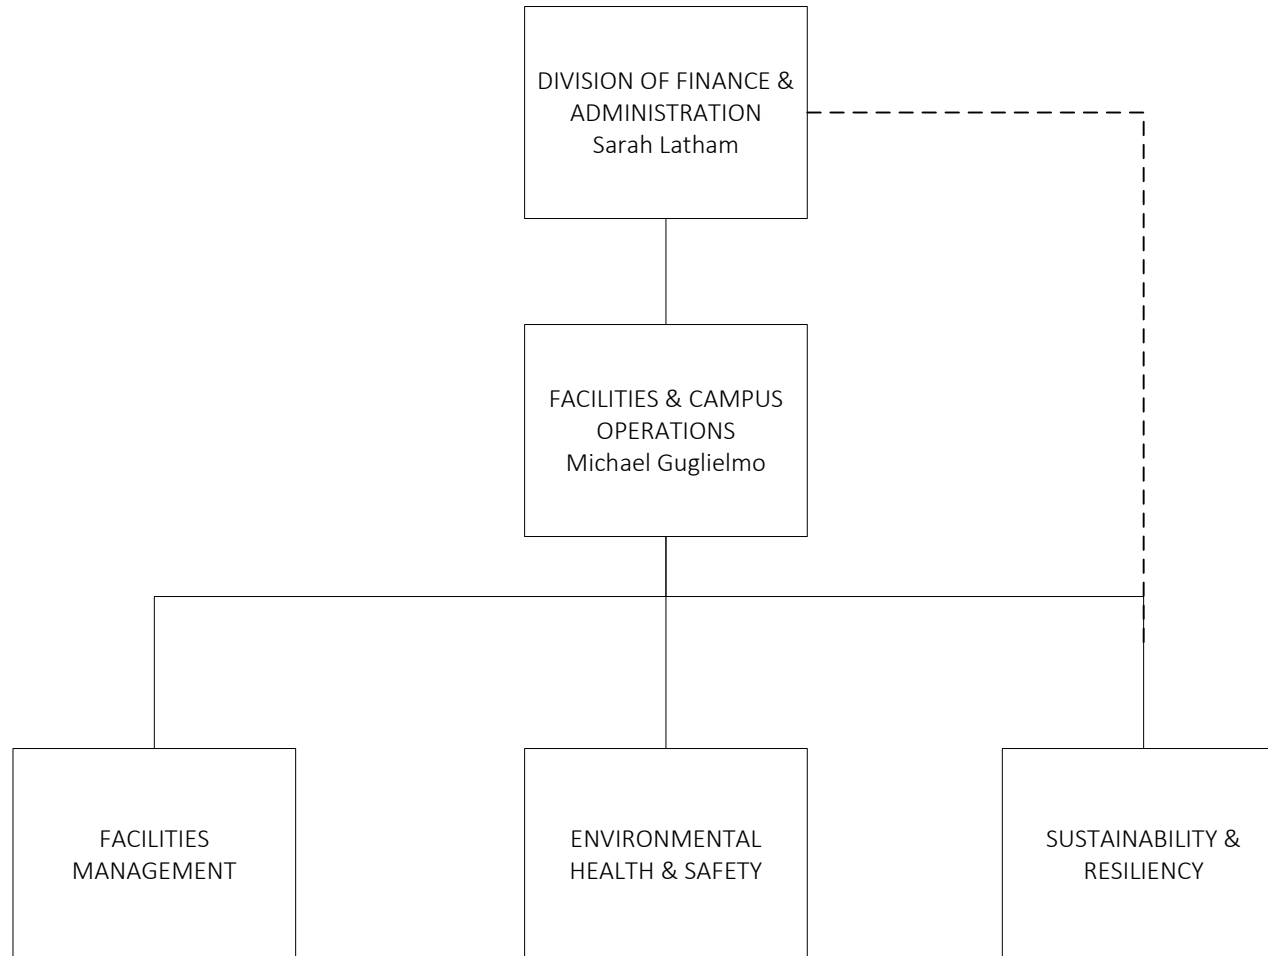 DIVISION OF FINANCE &
ADMINISTRATION
Sarah Latham
FACILITIES & CAMPUS
OPERATIONS
Michael Guglielmo
FACILITIES
MANAGEMENT
ENVIRONMENTAL
HEALTH & SAFETY
SUSTAINABILITY &
RESILIENCY